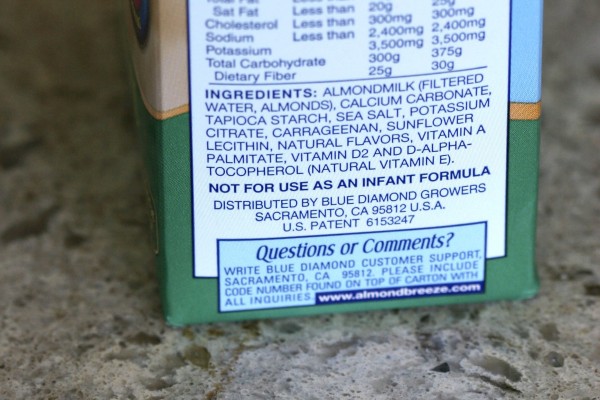 Total Fat Less than 20g 25g
Sat Fat Less than
Cholesterol Less than 300mg 300mg
Sodium Less than 2,400mg 2,400mg
Potassium 3,500mg 3,500mg
Total Carbohydrate 300g 375g
Dietary Fiber 25g 30g
INGREDIENTS: ALMONDMILK (FILTERED
WATER, ALMONDS), CALCIUM CARBONATE,
TAPIOCA STARCH, SEA SALT, POTASSIUM
CITRATE, CARRAGEENAN, SUNFLOWER
LECITHIN, NATURAL FLAVORS, VITAMIN A
PALMITATE, VITAMIN D2 AND D-ALPHA-
TOCOPHEROL (NATURAL VITAMIN E).
NOT FOR USE AS AN INFANT FORMULA
DISTRIBUTED BY BLUE DIAMOND GROWERS
SACRAMENTO, CA 95812 U.S.A.
U.S. PATENT 6153247
Questions or Comments?
WRITE BLUE DIAMOND CUSTOMER SUPPORT,
SACRAMENTO, CA 95812. PLEASE INCLUDE
CODE NUMBER FOUND ON TOP OF CARTON WITH
ALL INQUIRIES. www.almondbreeze.com